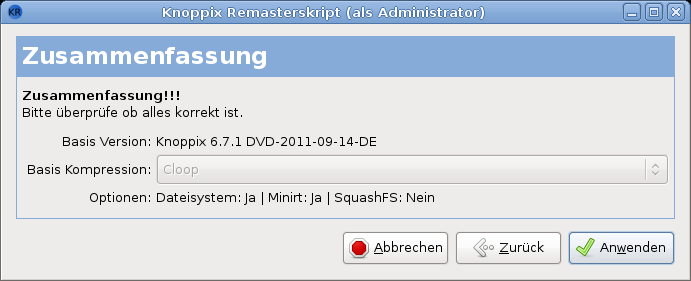 KR Knoppix Remasterskript (als Administrator)
Zusammenfassung
Zusammenfassung!!!
Bitte überprüfe ob alles korrekt ist.
Basis Version: Knoppix 6.7.1 DVD-2011-09-14-DE
Basis Kompression: Cloop
Optionen: Dateisystem: Ja | Minirt: Ja | SquashFS: Nein
Abbrechen Zurück Anwenden